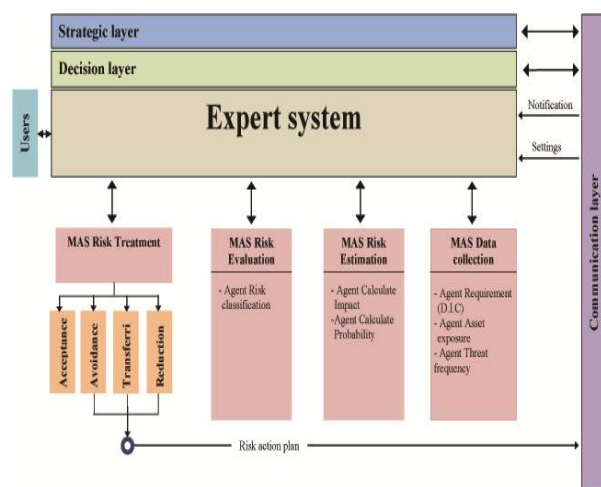 Strategic layer
Decision layer
Expert system
Users
Notification
Settings
Communication layer
MAS Risk Treatment
Acceptance
Avoidance
Transferri
Reduction
MAS Risk
Evaluation
- Agent Risk
classification
MAS Risk
Estimation
- Agent Calculate
Impact
-Agent Calculate
Probability
MAS Data
collection
- Agent Requirement
(D.I.C)
- Agent Asset
exposure
- Agent Threat
frequency
Risk action plan